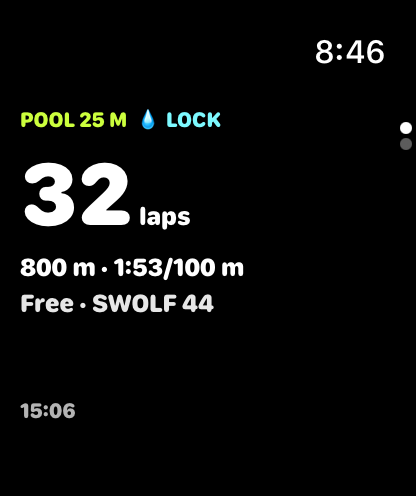 8:46
POOL 25 M 💧 LOCK
32 laps
800 m · 1:53/100 m
Free · SWOLF 44
15:06